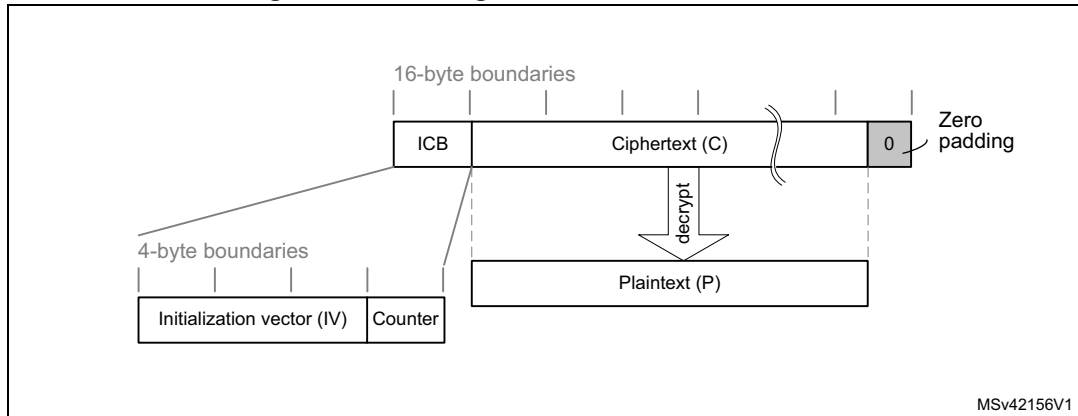 16-byte boundaries
ICB
Ciphertext (C)
0
Zero
padding
decrypt
4-byte boundaries
Initialization vector (IV)
Counter
Plaintext (P)
MSv42156V1